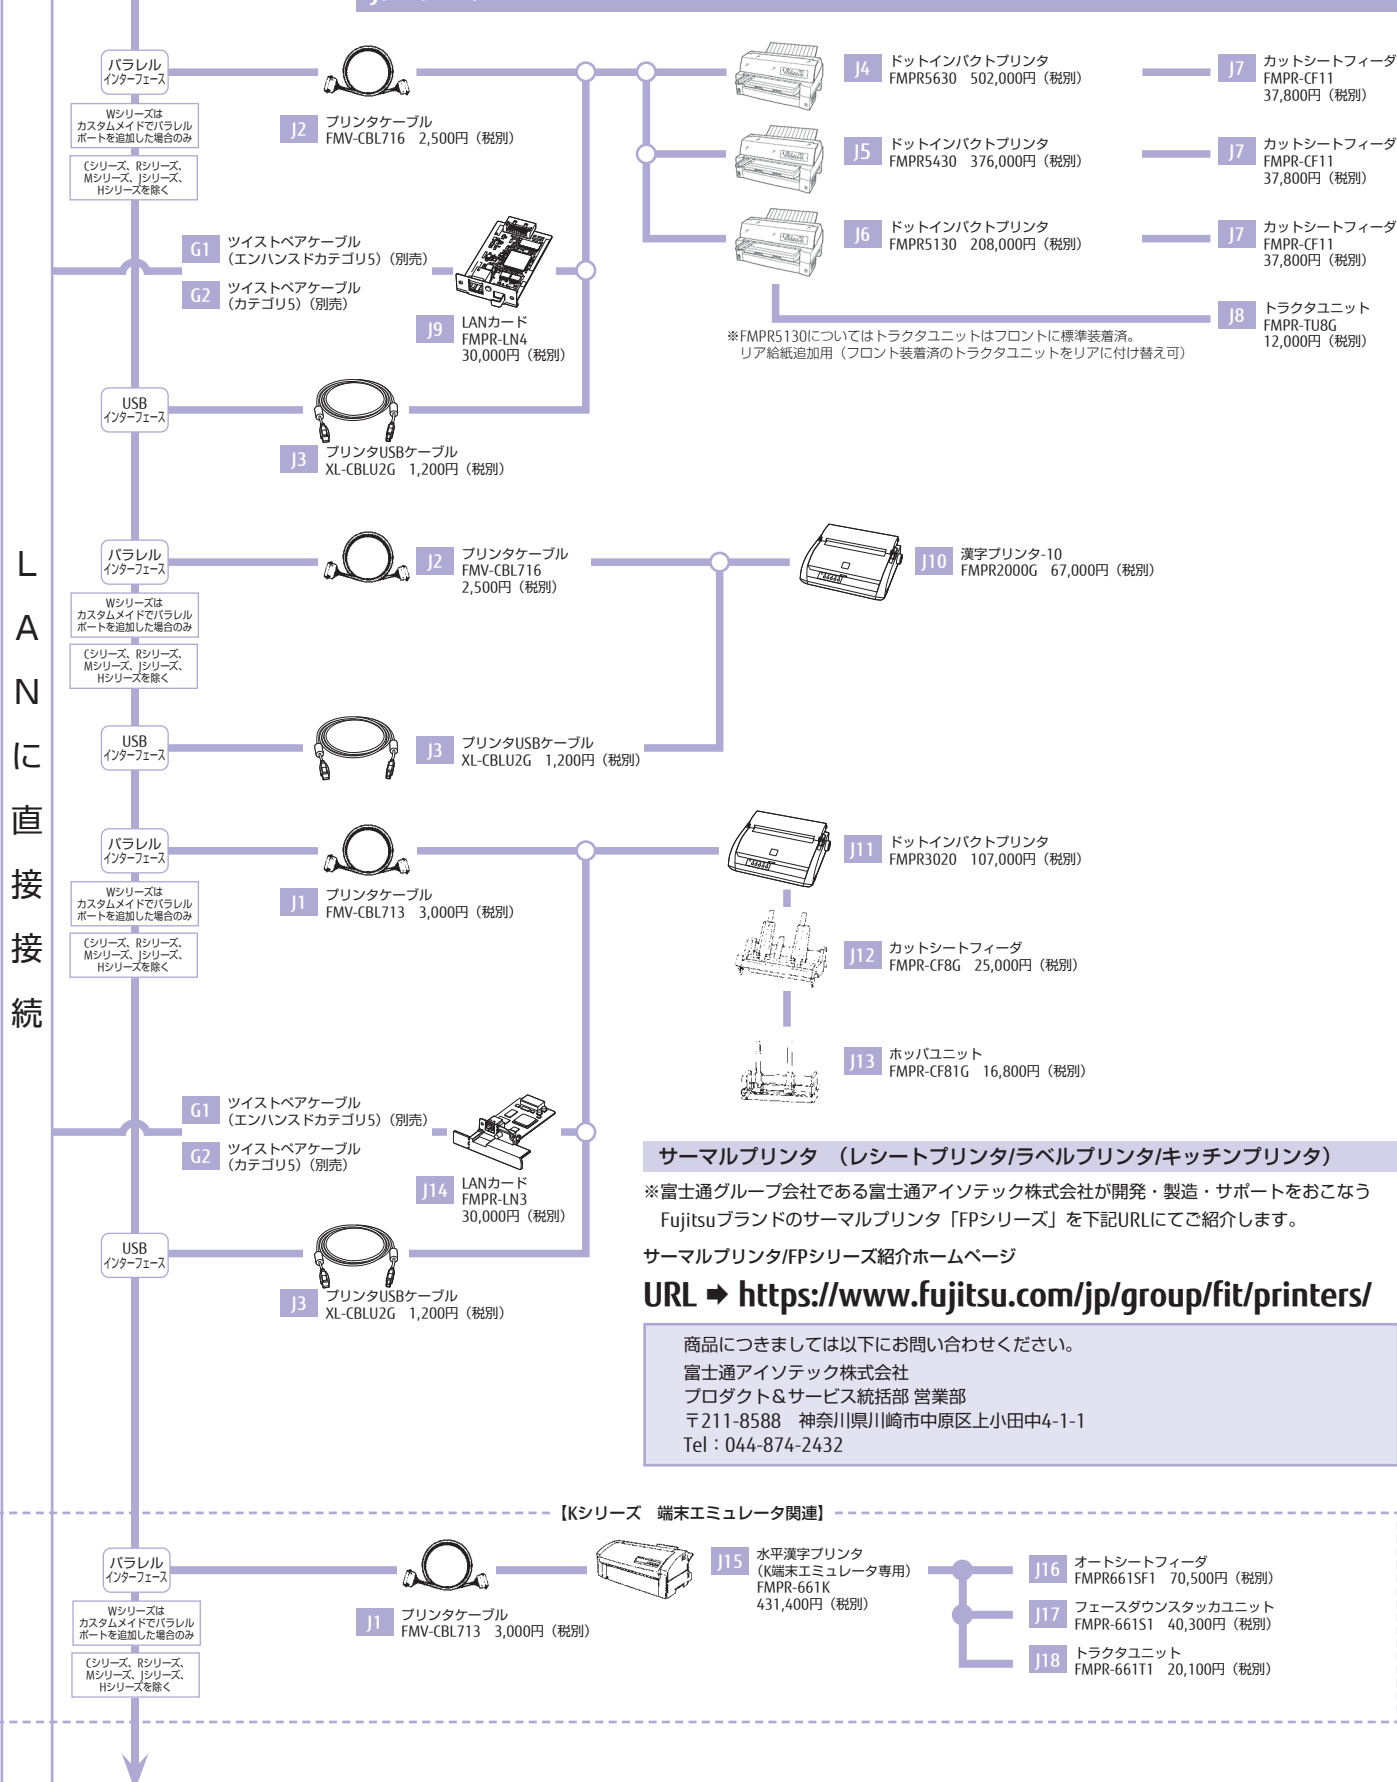 パラレル
インターフェース
Wシリーズは
カスタムメイドでパラレル
ポートを追加した場合のみ
Cシリーズ、Rシリーズ、
Mシリーズ、Jシリーズ、
Hシリーズを除く
J2 プリンタケーブル
FMV-CBL716 2,500円（税別）
J4 ドットインパクトプリンタ
FMPR5630 502,000円（税別）
J7 カットシートフィーダ
FMPR-CF11
37,800円（税別）
J5 ドットインパクトプリンタ
FMPR5430 376,000円（税別）
J7 カットシートフィーダ
FMPR-CF11
37,800円（税別）
J6 ドットインパクトプリンタ
FMPR5130 208,000円（税別）
J7 カットシートフィーダ
FMPR-CF11
37,800円（税別）
J8 トラクタユニット
FMPR-TU8G
12,000円（税別）
※FMPR5130についてはトラクタユニットはフロントに標準装着済。
リア給紙追加用（フロント装着済のトラクタユニットをリアに付け替え可）
G1 ツイストペアケーブル
（エンハンスドカテゴリ5）（別売）
G2 ツイストペアケーブル
（カテゴリ5）（別売）
J9 LANカード
FMPR-LN4
30,000円（税別）
USB
インターフェース
J3 プリンタUSBケーブル
XL-CBLU2G 1,200円（税別）
LANに直接接続
パラレル
インターフェース
Wシリーズは
カスタムメイドでパラレル
ポートを追加した場合のみ
Cシリーズ、Rシリーズ、
Mシリーズ、Jシリーズ、
Hシリーズを除く
J2 プリンタケーブル
FMV-CBL716
2,500円（税別）
J10 漢字プリンタ-10
FMPR2000G 67,000円（税別）
USB
インターフェース
J3 プリンタUSBケーブル
XL-CBLU2G 1,200円（税別）
パラレル
インターフェース
Wシリーズは
カスタムメイドでパラレル
ポートを追加した場合のみ
Cシリーズ、Rシリーズ、
Mシリーズ、Jシリーズ、
Hシリーズを除く
J1 プリンタケーブル
FMV-CBL713 3,000円（税別）
J11 ドットインパクトプリンタ
FMPR3020 107,000円（税別）
J12 カットシートフィーダ
FMPR-CF8G 25,000円（税別）
J13 ホッパユニット
FMPR-CF81G 16,800円（税別）
G1 ツイストペアケーブル
（エンハンスドカテゴリ5）（別売）
G2 ツイストペアケーブル
（カテゴリ5）（別売）
J14 LANカード
FMPR-LN3
30,000円（税別）
USB
インターフェース
J3 プリンタUSBケーブル
XL-CBLU2G 1,200円（税別）
サーマルプリンタ （レシートプリンタ/ラベルプリンタ/キッチンプリンタ）
※富士通グループ会社である富士通アイソテック株式会社が開発・製造・サポートをおこなう
Fujitsuブランドのサーマルプリンタ「FPシリーズ」を下記URLにてご紹介します。
サーマルプリンタ/FPシリーズ紹介ホームページ
URL ➡ https://www.fujitsu.com/jp/group/fit/printers/
商品につきましては以下にお問い合わせください。
富士通アイソテック株式会社
プロダクト＆サービス統括部 営業部
〒211-8588 神奈川県川崎市中原区上小田中4-1-1
Tel：044-874-2432
【Kシリーズ 端末エミュレータ関連】
パラレル
インターフェース
Wシリーズは
カスタムメイドでパラレル
ポートを追加した場合のみ
Cシリーズ、Rシリーズ、
Mシリーズ、Jシリーズ、
Hシリーズを除く
J1 プリンタケーブル
FMV-CBL713 3,000円（税別）
J15 水平漢字プリンタ
（K端末エミュレータ専用）
FMPR-661K
431,400円（税別）
J16 オートシートフィーダ
FMPR661SF1 70,500円（税別）
J17 フェースダウンスタッカユニット
FMPR-661S1 40,300円（税別）
J18 トラクタユニット
FMPR-661T1 20,100円（税別）